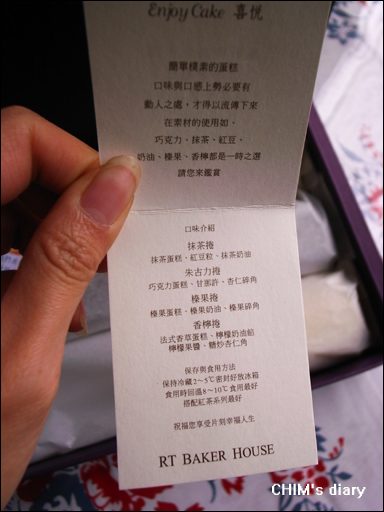 Enjoy Cake 喜悅
簡單樸素的蛋糕
口味與口感上勢必要有
動人之處，才得以流傳下來
在素材的使用如，
巧克力、抹茶、紅豆、
奶油、榛果、香檸都是一時之選
請您來鑑賞
口味介紹
抹茶捲
抹茶蛋糕、紅豆粒、抹茶奶油
朱古力捲
巧克力蛋糕、甘那許、杏仁碎角
榛果捲
榛果蛋糕、榛果奶油、榛果碎角
香檸捲
法式香草蛋糕、檸檬奶油餡
檸檬果醬、糖炒杏仁角
保存與食用方法
保持冷藏2~5℃密封好放冰箱
食用時回溫8~10℃食用最好
搭配紅茶系列最好
祝福您享受片刻幸福人生
RT BAKER HOUSE
CHIM's diary